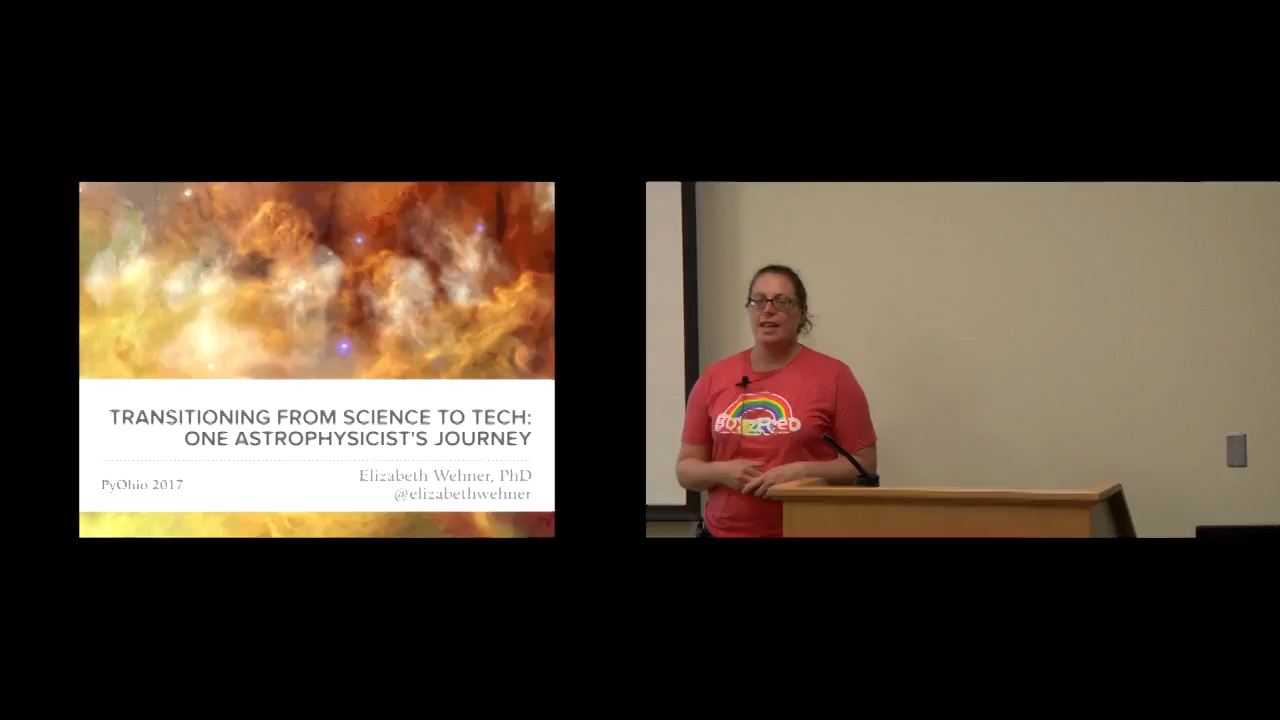 TRANSITIONING FROM SCIENCE TO TECH:
ONE ASTROPHYSICIST'S JOURNEY
Elizabeth Wehner, PhD
PyOhio 2017
@elizabethwehner
BUZZFEED